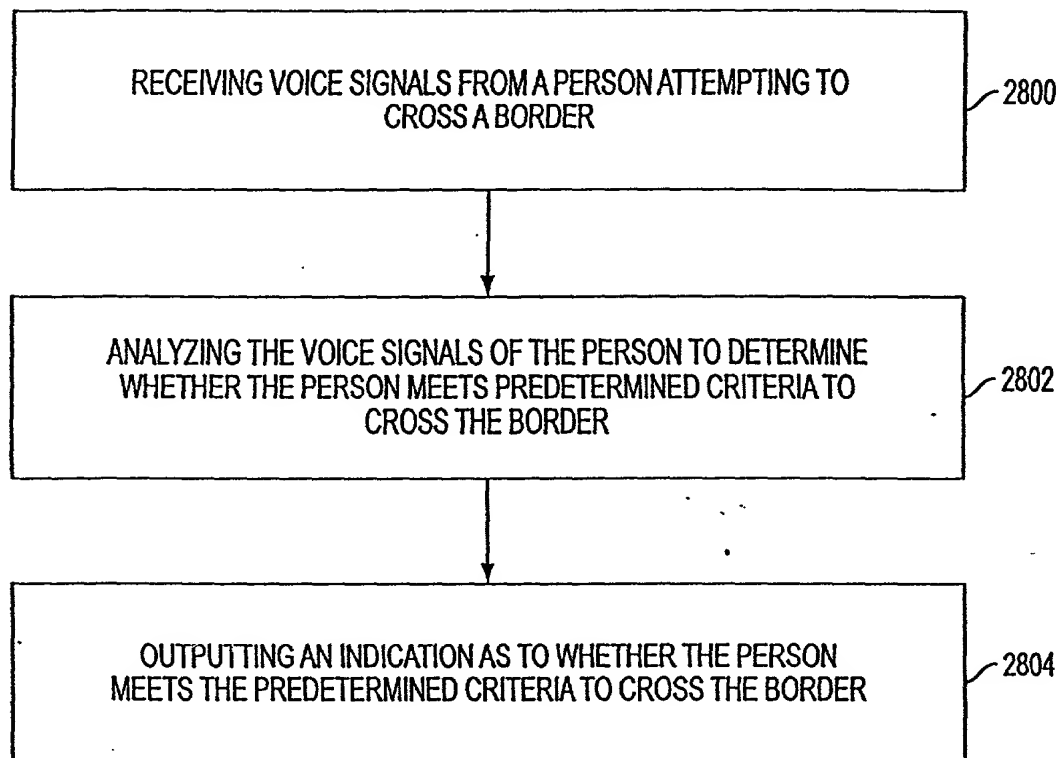 RECEIVING VOICE SIGNALS FROM A PERSON ATTEMPTING TO
CROSS A BORDER
2800
ANALYZING THE VOICE SIGNALS OF THE PERSON TO DETERMINE
WHETHER THE PERSON MEETS PREDETERMINED CRITERIA TO
CROSS THE BORDER
2802
OUTPUTTING AN INDICATION AS TO WHETHER THE PERSON
MEETS THE PREDETERMINED CRITERIA TO CROSS THE BORDER
2804